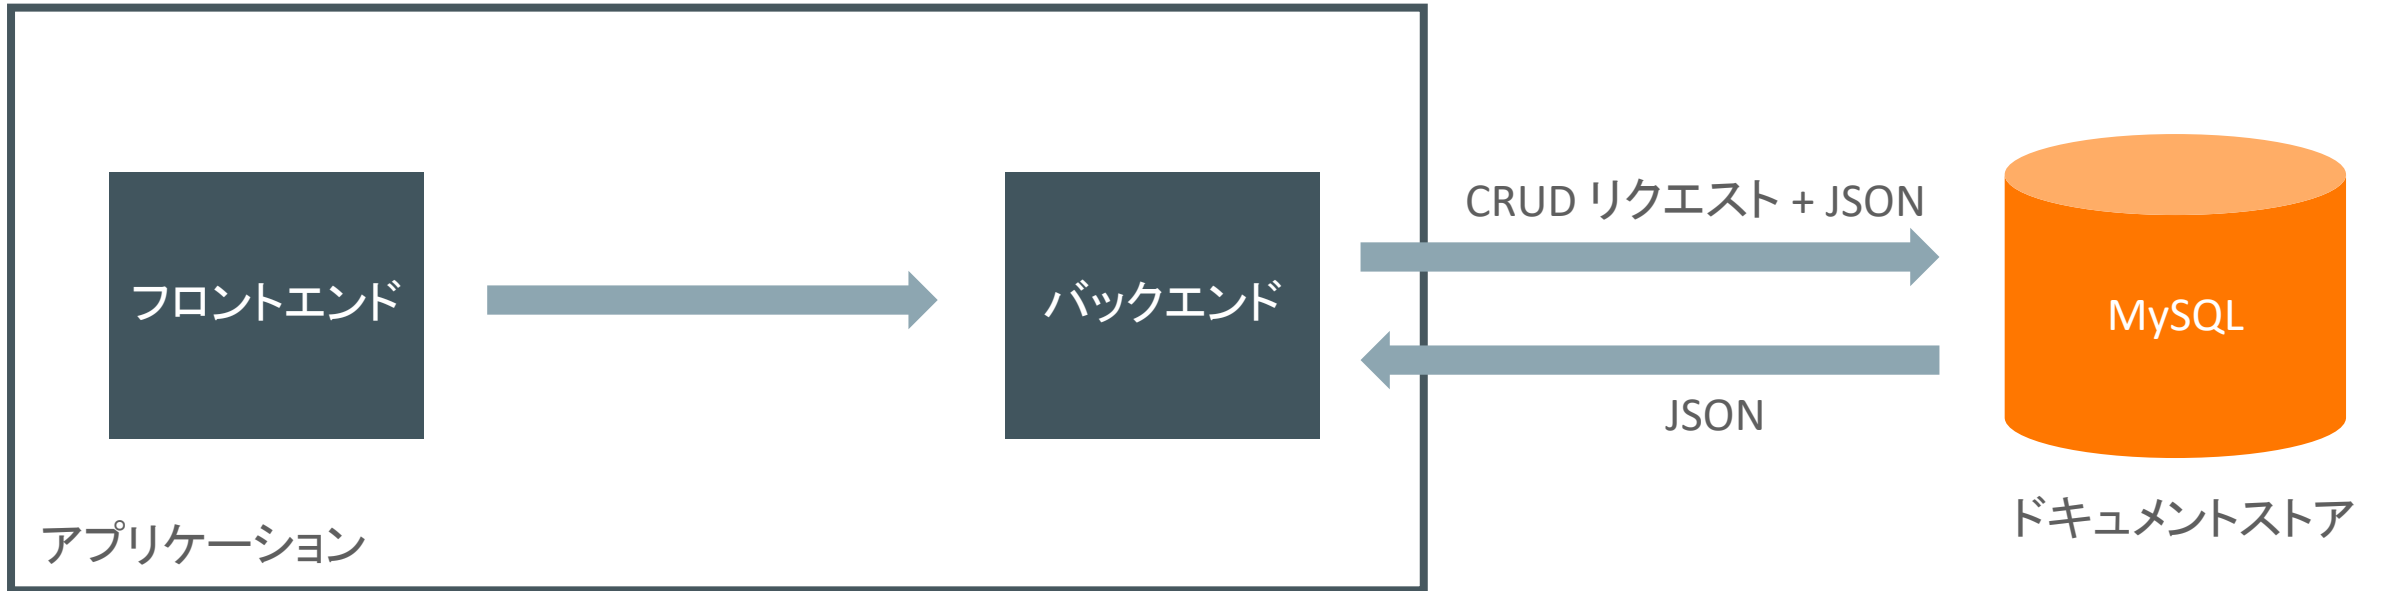 CRUD リクエスト + JSON
フロントエンド
バックエンド
MySQL
JSON
アプリケーション
ドキュメントストア